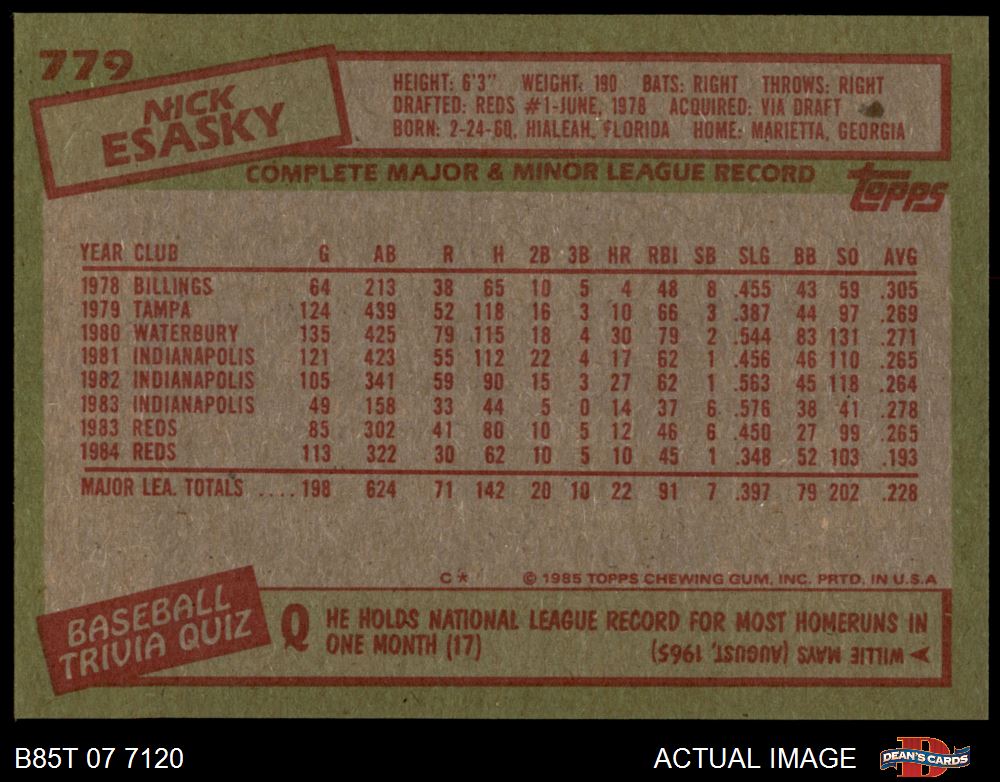 779
NICK
ESASKY
HEIGHT: 6'3" WEIGHT: 190 BATS: RIGHT THROWS: RIGHT
DRAFTED: REDS #1-JUNE, 1978 ACQUIRED: VIA DRAFT
BORN: 2-24-60, HIALEAH, FLORIDA HOME: MARIETTA, GEORGIA
COMPLETE MAJOR & MINOR LEAGUE RECORD
topps
YEAR CLUB G AB R H 2B 3B HR RBI SB SLG BB SO AVG
1978 BILLINGS 64 213 38 65 10 5 4 48 8 .455 43 59 .305
1979 TAMPA 124 439 52 118 16 3 10 66 3 .387 44 97 .269
1980 WATERBURY 135 425 79 115 18 4 30 79 2 .544 83 131 .271
1981 INDIANAPOLIS 121 423 55 112 22 4 17 62 1 .456 46 110 .265
1982 INDIANAPOLIS 105 341 59 90 15 3 27 62 1 .563 45 118 .264
1983 INDIANAPOLIS 49 158 33 44 5 0 14 37 6 .576 38 41 .278
1983 REDS 85 302 41 80 10 5 12 46 6 .450 27 99 .265
1984 REDS 113 322 30 62 10 5 10 45 1 .348 52 103 .193
MAJOR LEA. TOTALS .... 198 624 71 142 20 10 22 91 7 .397 79 202 .228
C* © 1985 TOPPS CHEWING GUM, INC. PRTD. IN U.S.A
BASEBALL
TRIVIA QUIZ
Q HE HOLDS NATIONAL LEAGUE RECORD FOR MOST HOMERUNS IN
ONE MONTH (17)
A WILLIE MAYS (AUGUST, 1965)
B85T 07 7120
ACTUAL IMAGE
DEAN'S CARDS